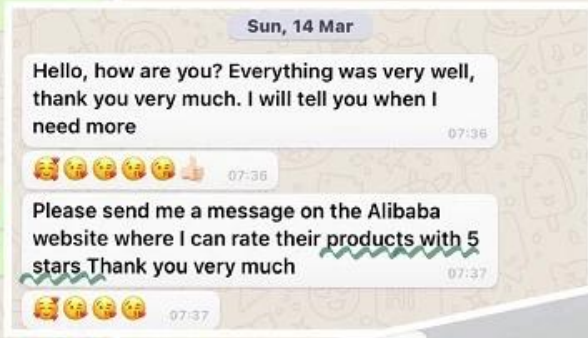 Sun, 14 Mar
Hello, how are you? Everything was very well,
thank you very much. I will tell you when I
need more
07:36
🥰😘😘😘😘👍🏻 07:36
Please send me a message on the Alibaba
website where I can rate their products with 5
stars Thank you very much
07:37
🥰😘😘😘 07:37